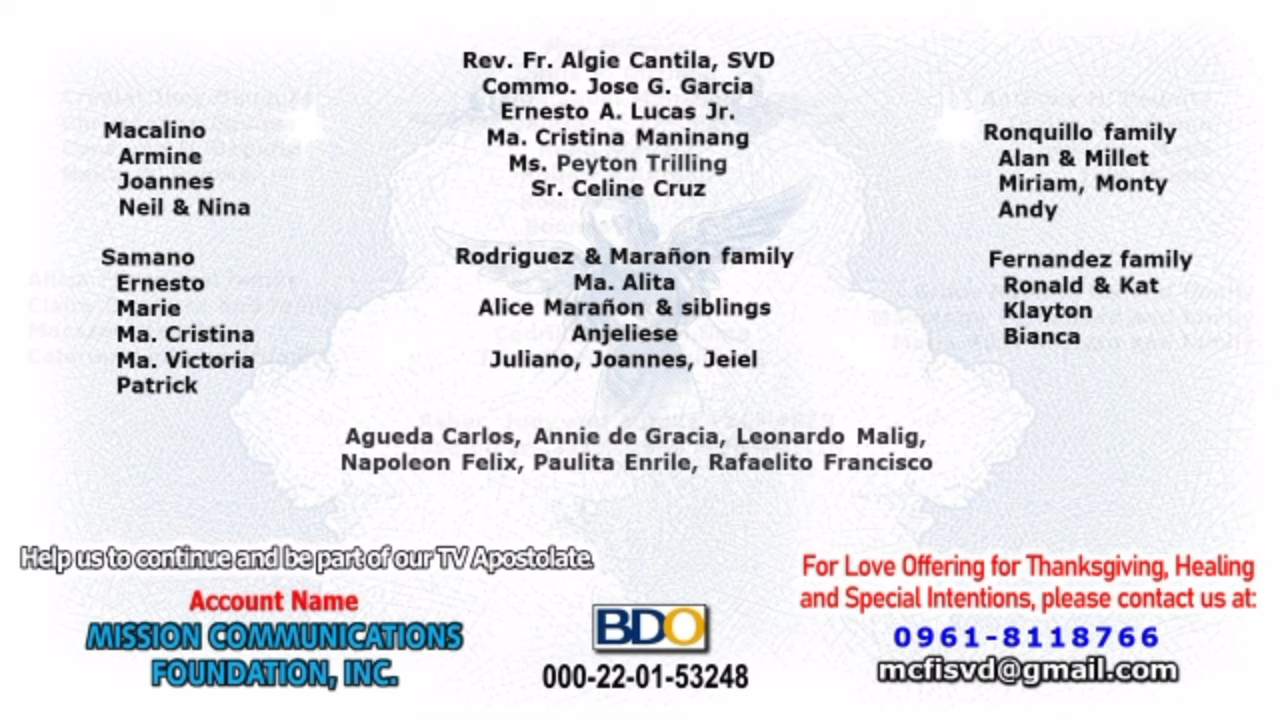 Rev. Fr. Algie Cantila, SVD
Commo. Jose G. Garcia
Ernesto A. Lucas Jr.
Ma. Cristina Maninang
Ms. Peyton Trilling
Sr. Celine Cruz
Macalino
Armine
Joannes
Neil & Nina
Ronquillo family
Alan & Millet
Miriam, Monty
Andy
Samano
Ernesto
Marie
Ma. Cristina
Ma. Victoria
Patrick
Rodriguez & Marañon family
Ma. Alita
Alice Marañon & siblings
Anjeliese
Juliano, Joannes, Jeiel
Fernandez family
Ronald & Kat
Klayton
Bianca
Agueda Carlos, Annie de Gracia, Leonardo Malig,
Napoleon Felix, Paulita Enrile, Rafaelito Francisco
Help us to continue and be part of our TV Apostolate.
Account Name
MISSION COMMUNICATIONS
FOUNDATION, INC.
BDO
000-22-01-53248
For Love Offering for Thanksgiving, Healing
and Special Intentions, please contact us at:
0961-8118766
mcfisvd@gmail.com